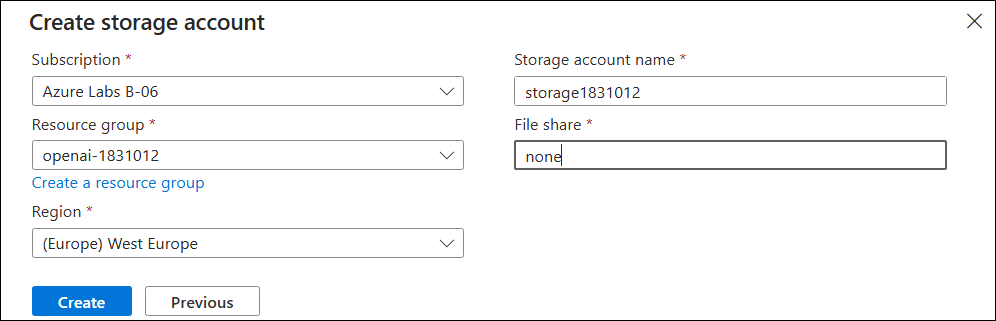 Create storage account
Subscription *
Azure Labs B-06
Resource group *
openai-1831012
Create a resource group
Region *
(Europe) West Europe
Storage account name *
storage1831012
File share *
none
Create
Previous